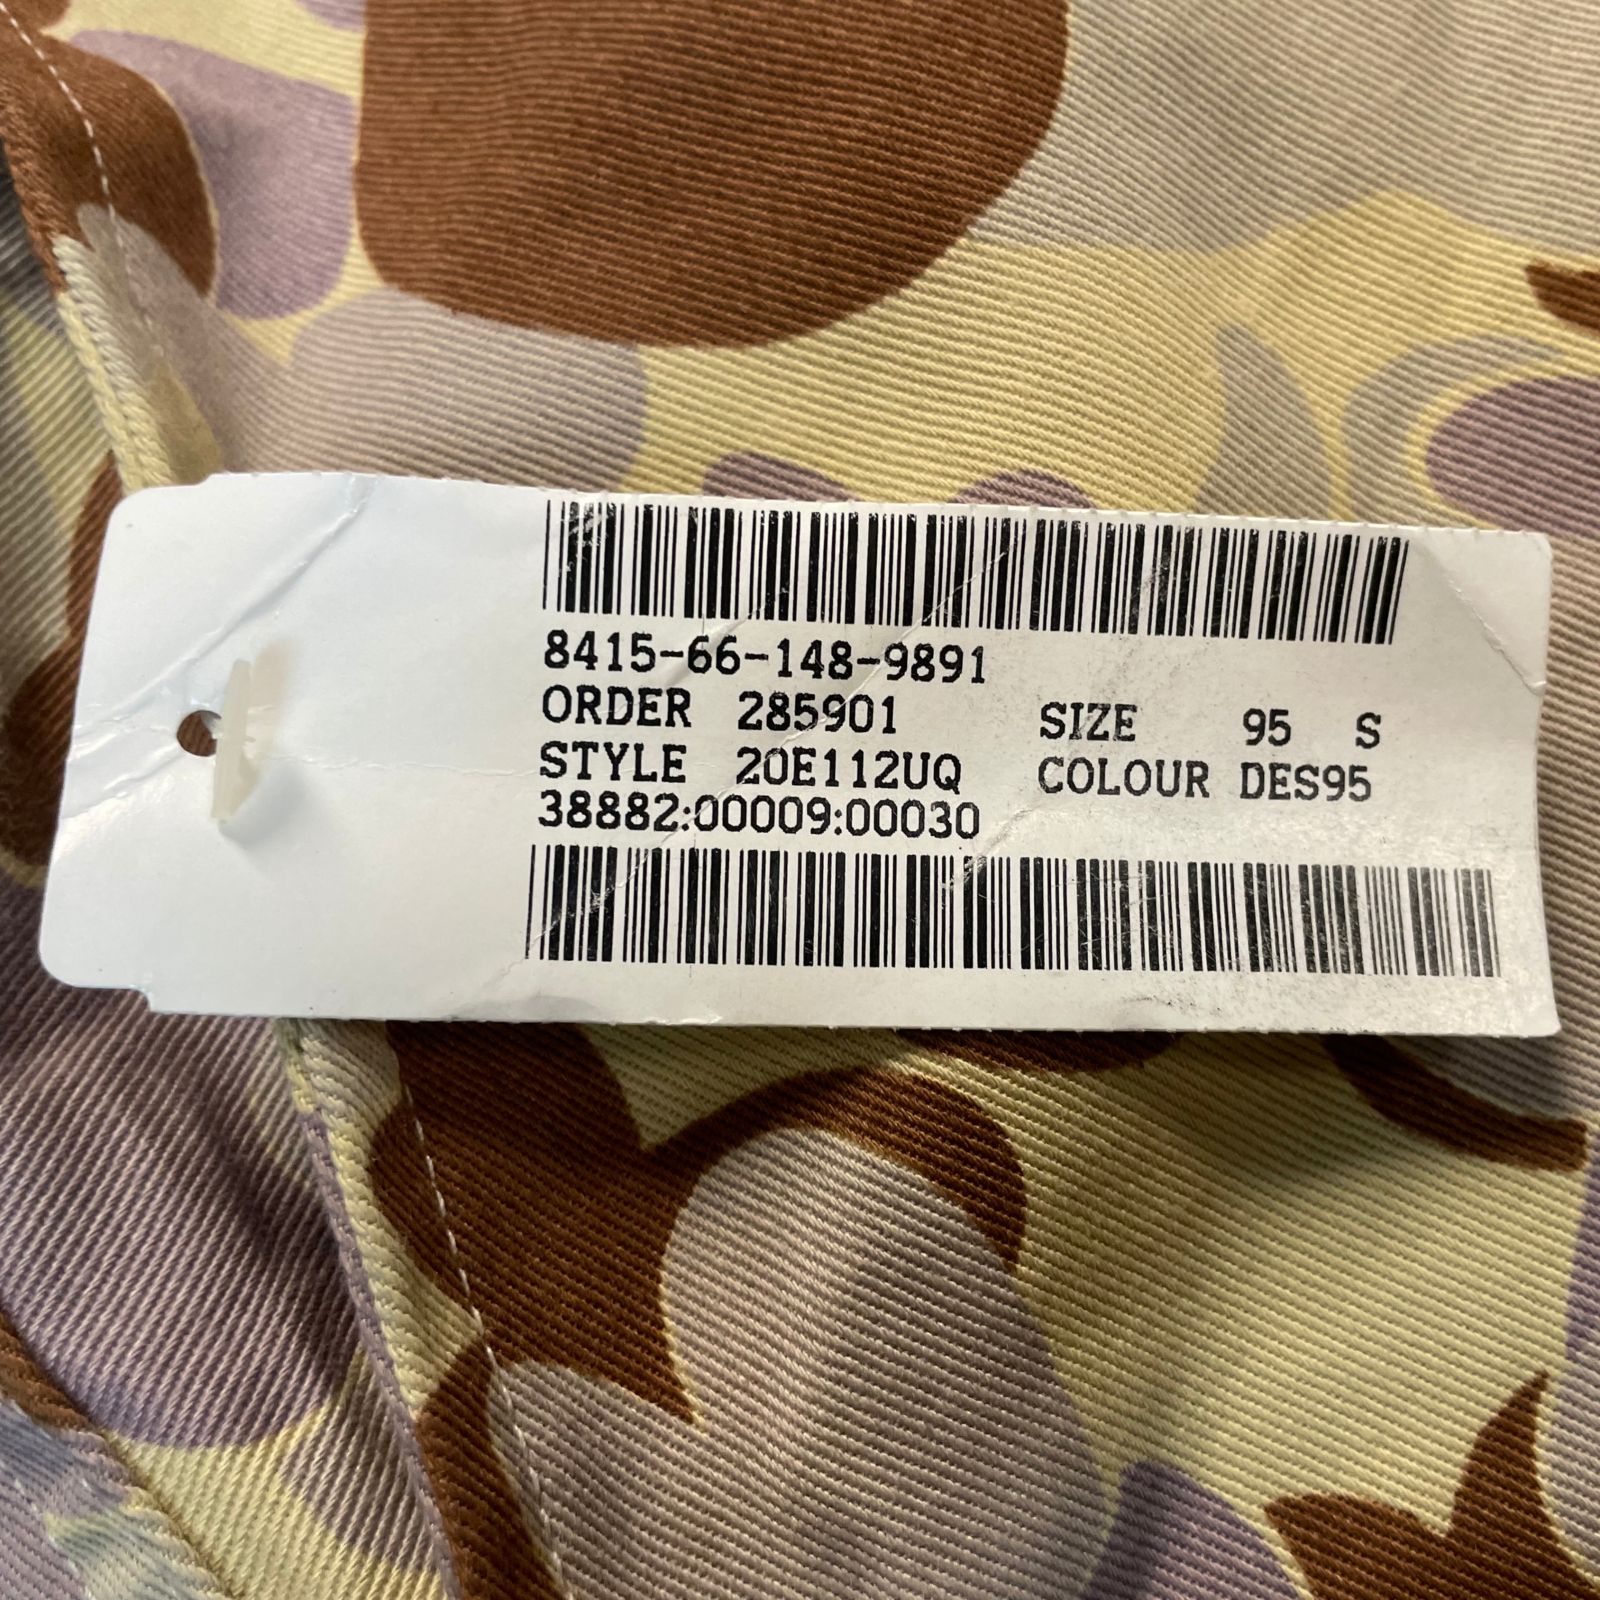 8415-66-148-9891
ORDER 285901 SIZE 95 S
STYLE 20E112UQ COLOUR DES95
38882:00009:00030